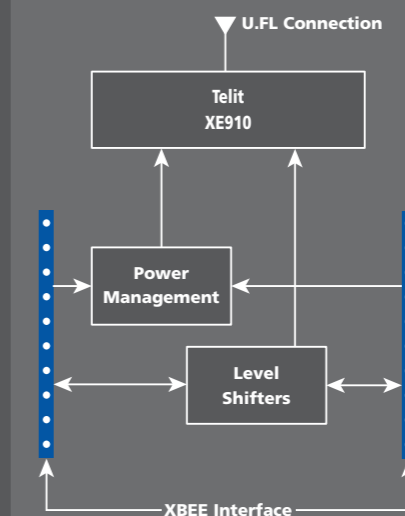 U.FL Connection
Telit
XE910
Power
Management
Level
Shifters
XBEE Interface